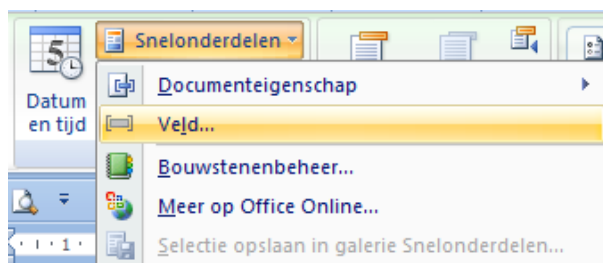 Snelonderdelen
5
Datum
en tijd
Documenteigenschap
Veld...
Bouwstenenbeheer...
Meer op Office Online...
Selectie opslaan in galerie Snelonderdelen...
1